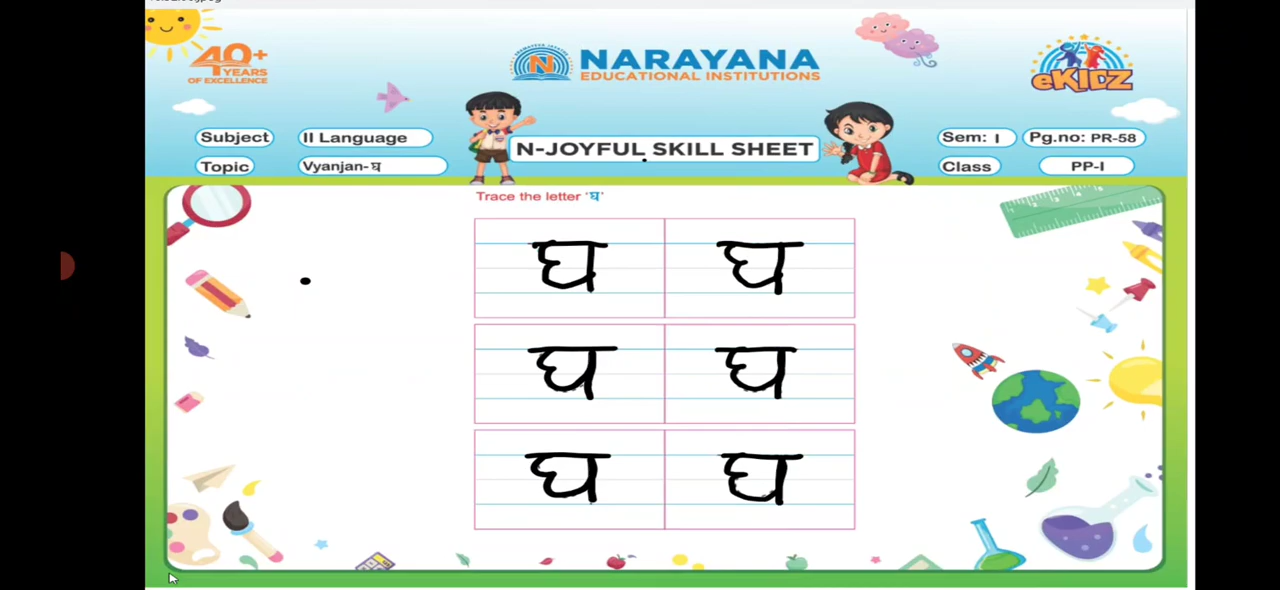 40+
YEARS
OF EXCELLENCE
N
NARAYANA
EDUCATIONAL INSTITUTIONS
eKIDZ
Subject II Language
N-JOYFUL SKILL SHEET
Sem: I Pg.no: PR-58
Topic Vyanjan-घ
Class PP-I
Trace the letter ‘घ’
घ घ
घ घ
घ घ